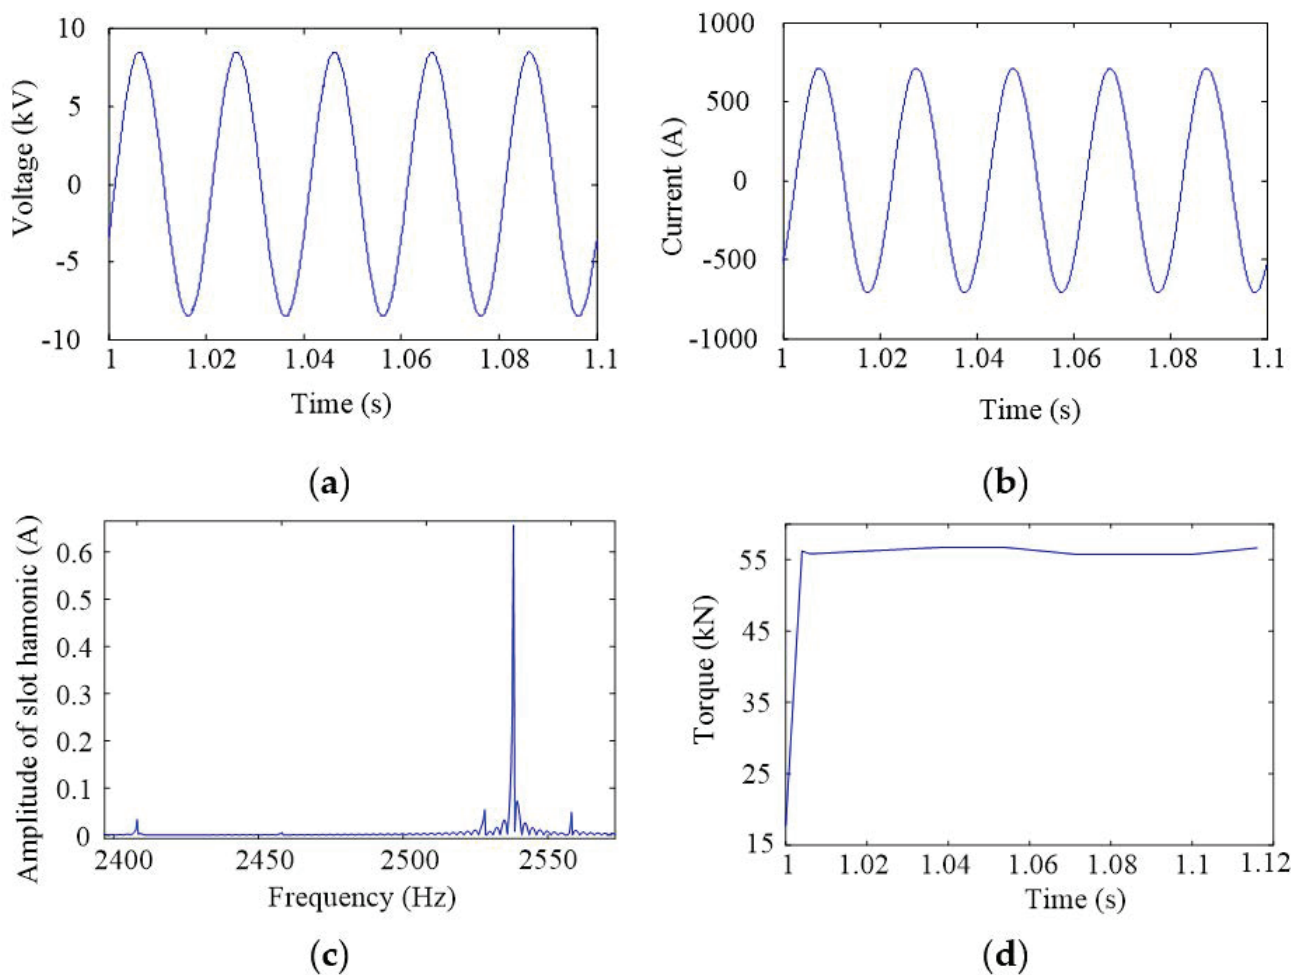 10
5
0
-5
-10
Voltage (kV)
1 1.02 1.04 1.06 1.08 1.1
Time (s)
(a)
1000
500
0
-500
-1000
Current (A)
1 1.02 1.04 1.06 1.08 1.1
Time (s)
(b)
0.6
0.5
0.4
0.3
0.2
0.1
0
Amplitude of slot hamonic (A)
2400 2450 2500 2550
Frequency (Hz)
(c)
55
45
35
25
15
Torque (kN)
1 1.02 1.04 1.06 1.08 1.1 1.12
Time (s)
(d)